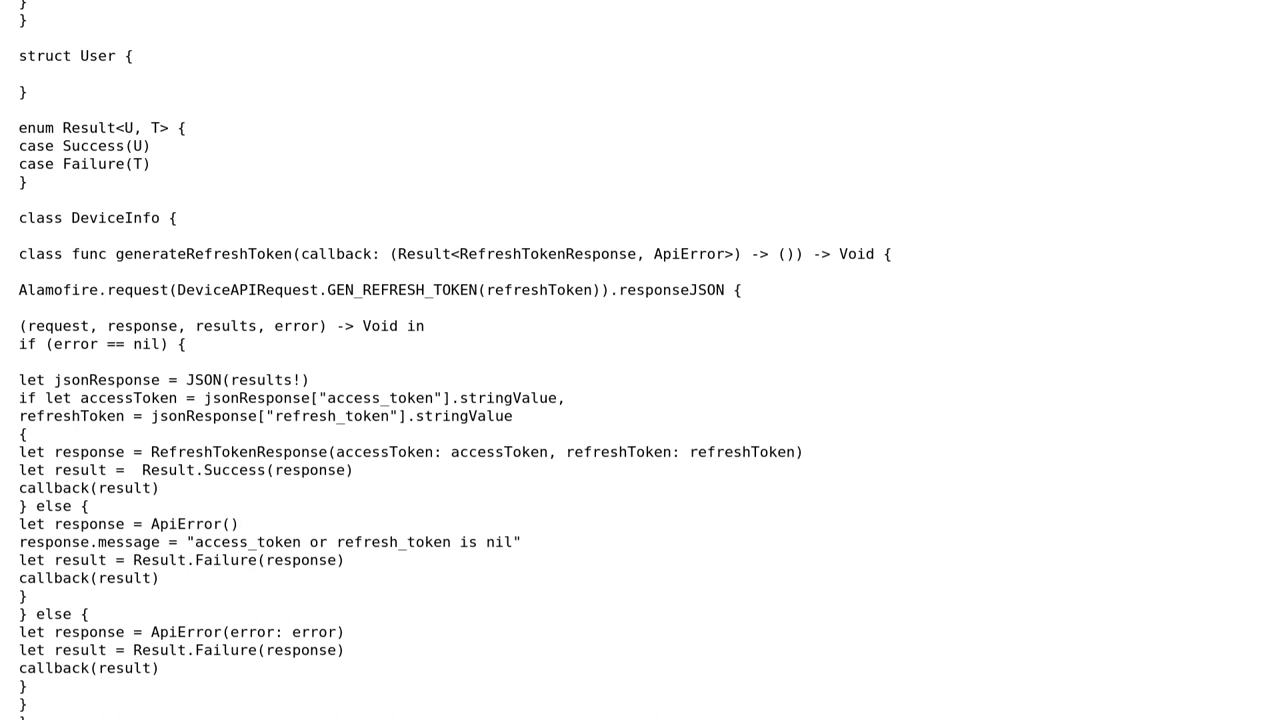 }
}
struct User {
}
enum Result<U, T> {
case Success(U)
case Failure(T)
}
class DeviceInfo {
class func generateRefreshToken(callback: (Result<RefreshTokenResponse, ApiError>) -> ()) -> Void {
Alamofire.request(DeviceAPIRequest.GEN_REFRESH_TOKEN(refreshToken)).responseJSON {
(request, response, results, error) -> Void in
if (error == nil) {
let jsonResponse = JSON(results!)
if let accessToken = jsonResponse["access_token"].stringValue,
refreshToken = jsonResponse["refresh_token"].stringValue
{
let response = RefreshTokenResponse(accessToken: accessToken, refreshToken: refreshToken)
let result =  Result.Success(response)
callback(result)
} else {
let response = ApiError()
response.message = "access_token or refresh_token is nil"
let result = Result.Failure(response)
callback(result)
}
} else {
let response = ApiError(error: error)
let result = Result.Failure(response)
callback(result)
}
}
}